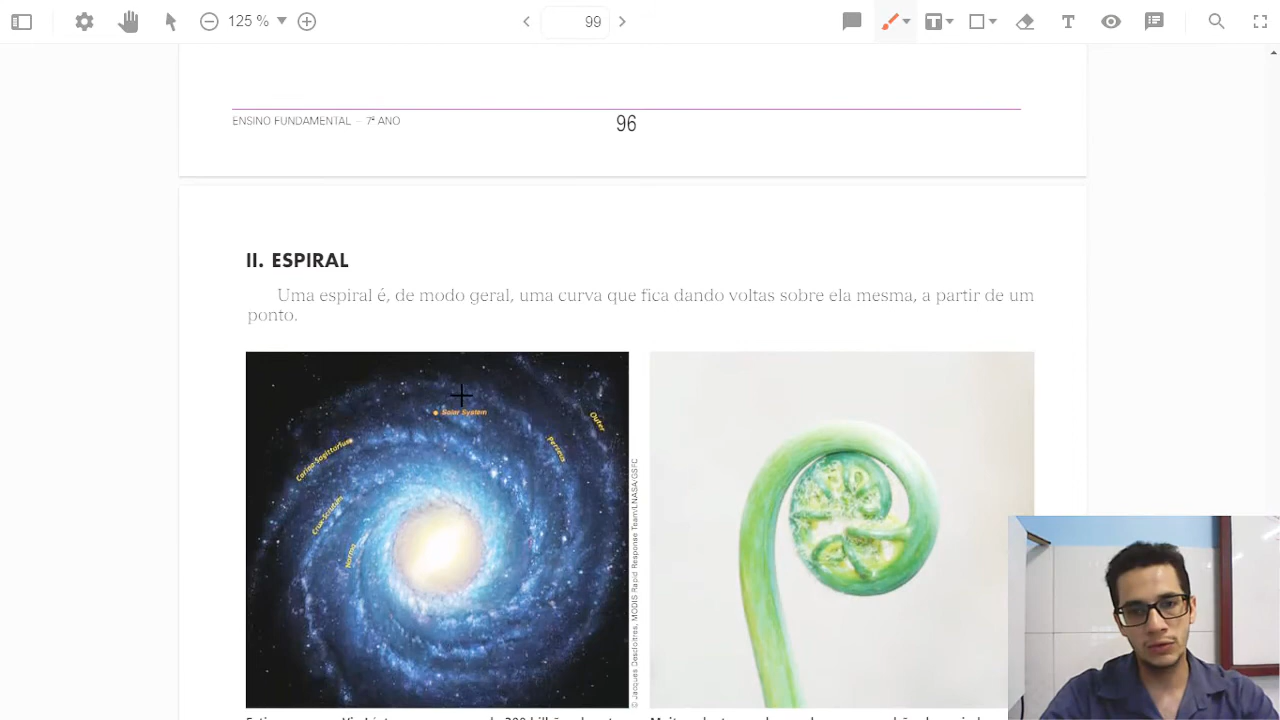 125 %
99
ENSINO FUNDAMENTAL – 7º ANO
96
II. ESPIRAL
Uma espiral é, de modo geral, uma curva que fica dando voltas sobre ela mesma, a partir de um
ponto.
Solar System
Outer
Perseus
Carina Sagittarius
Crux Scutum
Norma
© Jacques Descloitres, MODIS Rapid Response Team/NASA/GSFC